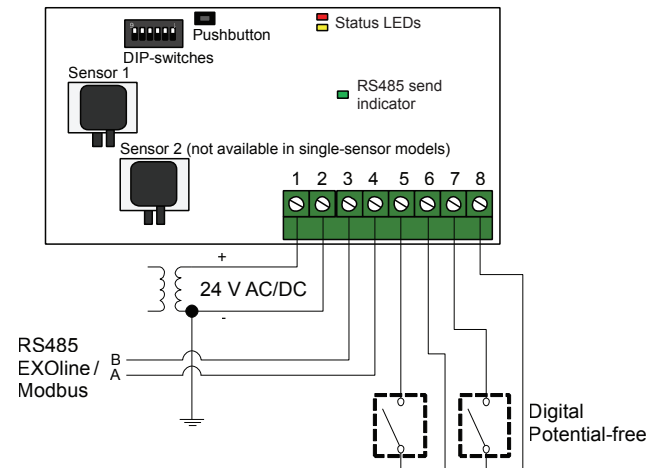 Status LEDs
Pushbutton
DIP-switches
Sensor 1
RS485 send
indicator
Sensor 2 (not available in single-sensor models)
1 2 3 4 5 6 7 8
+
24 V AC/DC
-
RS485
EXOline /
Modbus
B
A
Digital
Potential-free